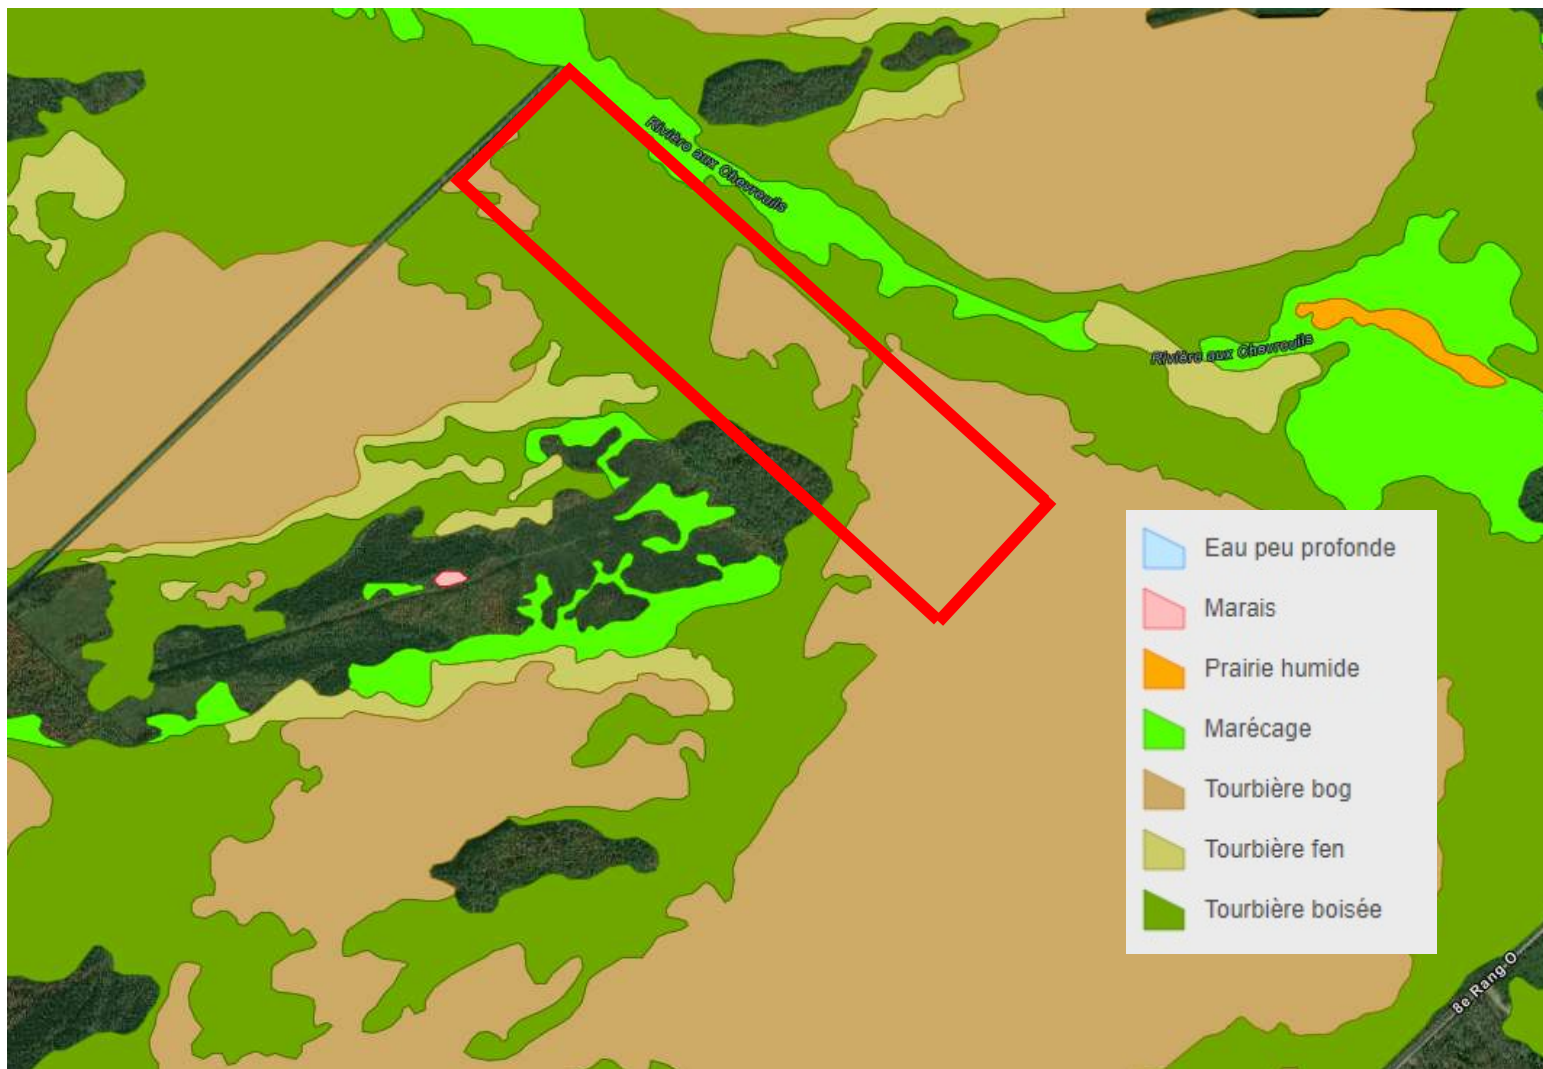 Rivière aux Chevreuils
Rivière aux Chevreuils
Eau peu profonde
Marais
Prairie humide
Marécage
Tourbière bog
Tourbière fen
Tourbière boisée
8e Rang O